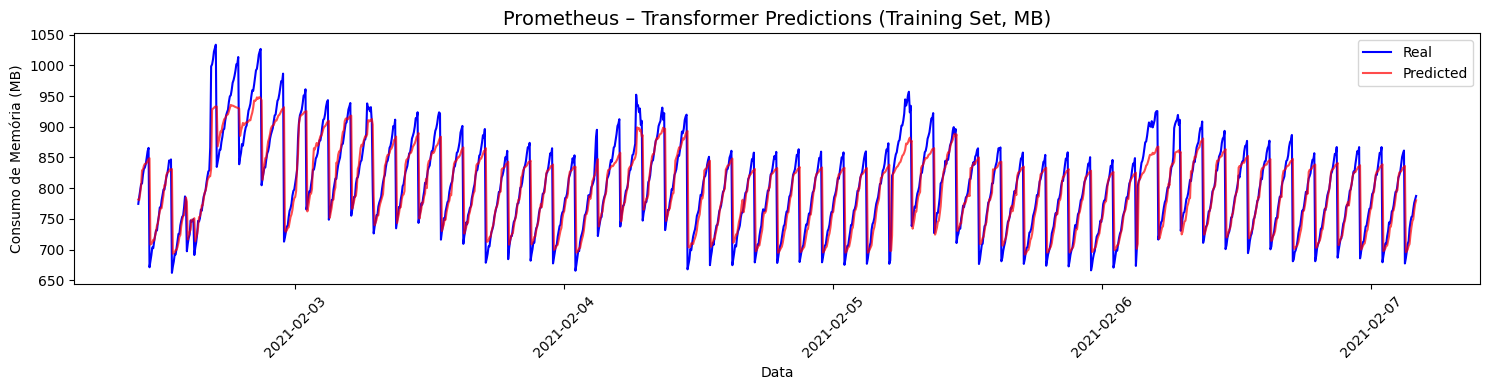 Prometheus – Transformer Predictions (Training Set, MB)
Consumo de Memória (MB)
1050
1000
950
900
850
800
750
700
650
Real
Predicted
2021-02-03
2021-02-04
2021-02-05
2021-02-06
2021-02-07
Data